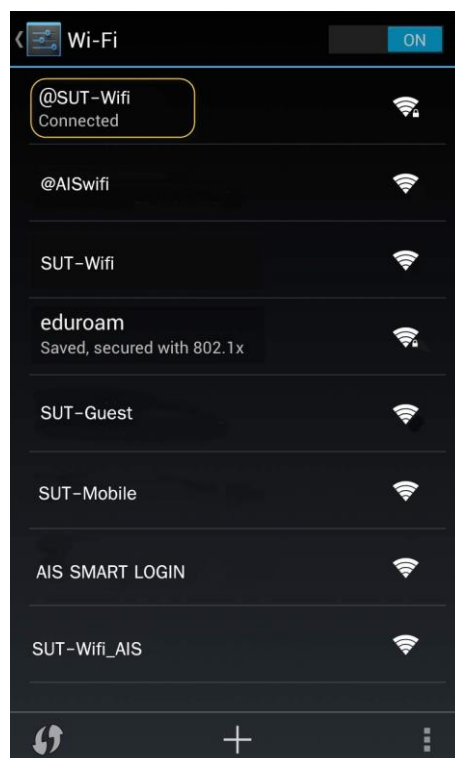 Wi-Fi
ON
@SUT-Wifi
Connected
@AISwifi
SUT-Wifi
eduroam
Saved, secured with 802.1x
SUT-Guest
SUT-Mobile
AIS SMART LOGIN
SUT-Wifi_AIS